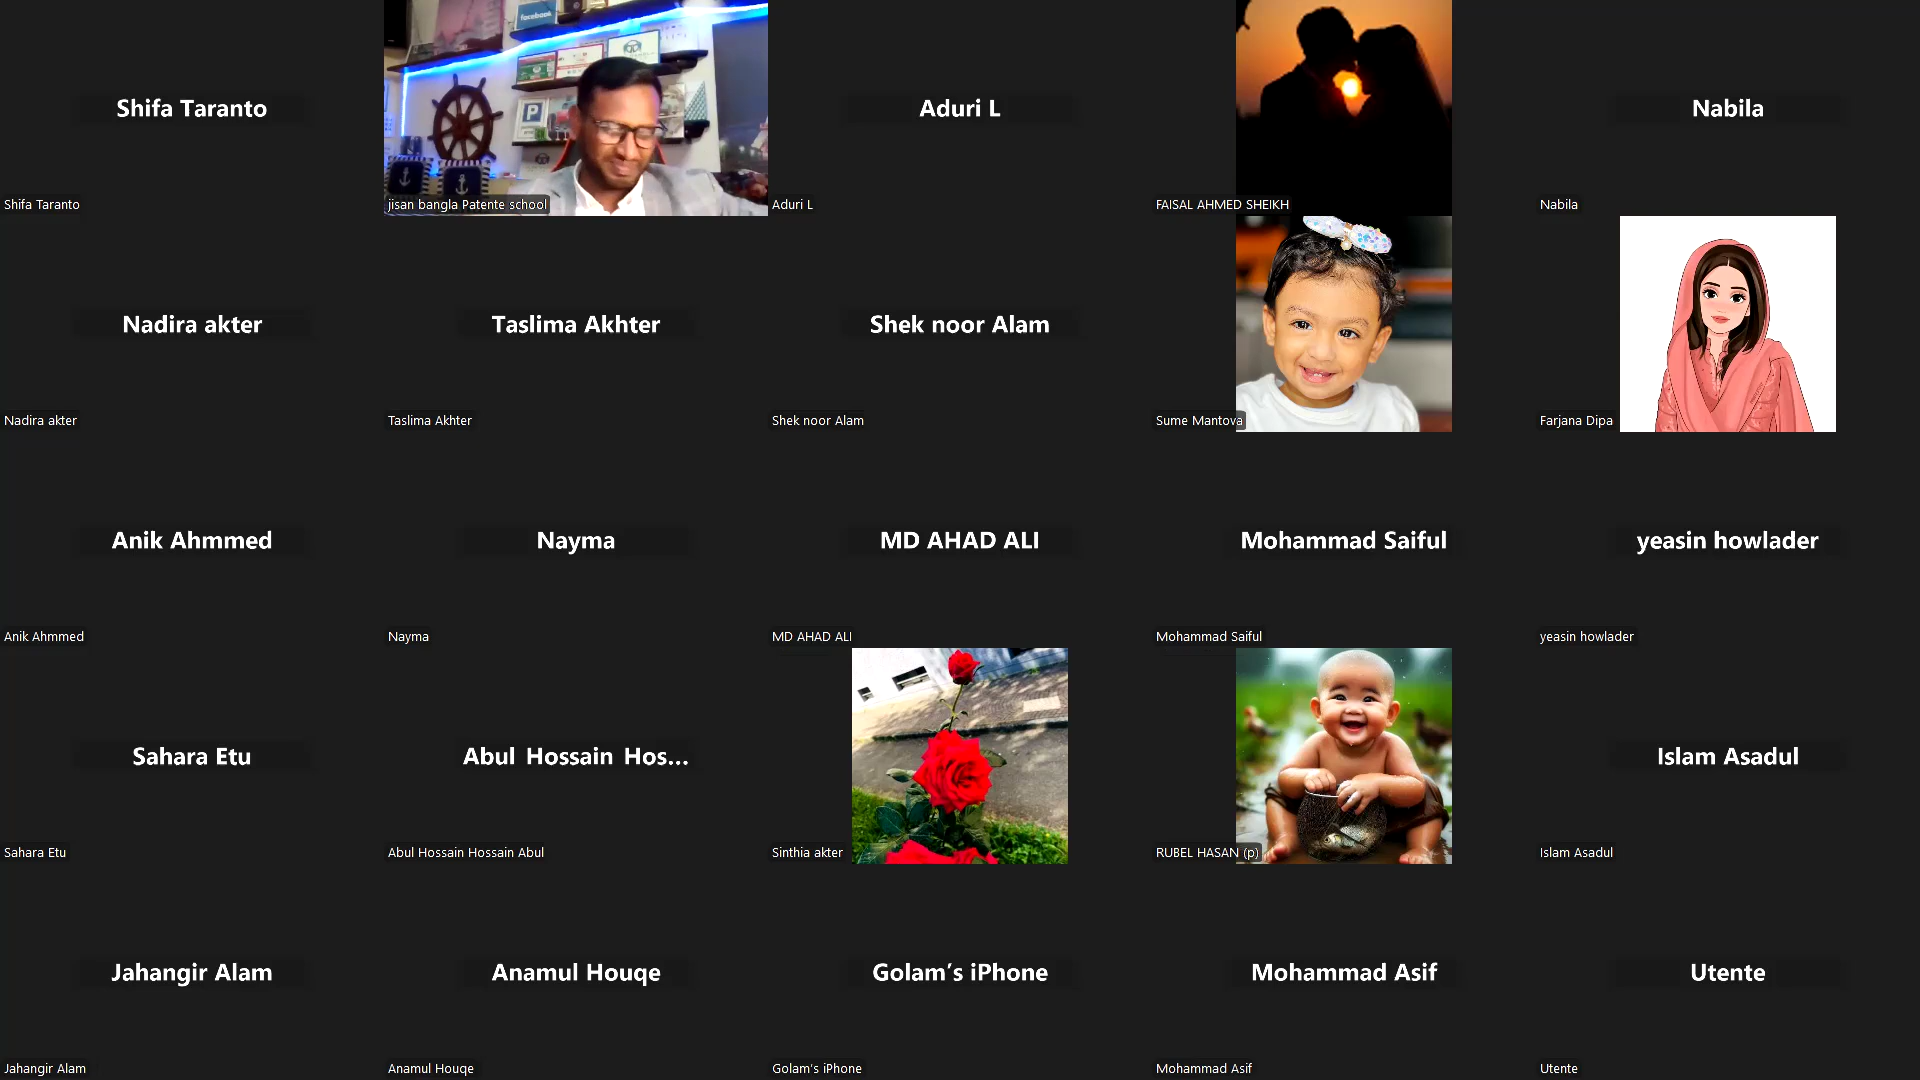 Shifa Taranto
Shifa Taranto
facebook
P
jisan bangla Patente school
Aduri L
Aduri L
FAISAL AHMED SHEIKH
Nabila
Nabila
Nadira akter
Nadira akter
Taslima Akhter
Taslima Akhter
Shek noor Alam
Shek noor Alam
Sume Mantova
Farjana Dipa
Anik Ahmmed
Anik Ahmmed
Nayma
Nayma
MD AHAD ALI
MD AHAD ALI
Mohammad Saiful
Mohammad Saiful
yeasin howlader
yeasin howlader
Sahara Etu
Sahara Etu
Abul Hossain Hos...
Abul Hossain Hossain Abul
Sinthia akter
RUBEL HASAN (p)
Islam Asadul
Islam Asadul
Jahangir Alam
Jahangir Alam
Anamul Houqe
Anamul Houqe
Golam's iPhone
Golam's iPhone
Mohammad Asif
Mohammad Asif
Utente
Utente